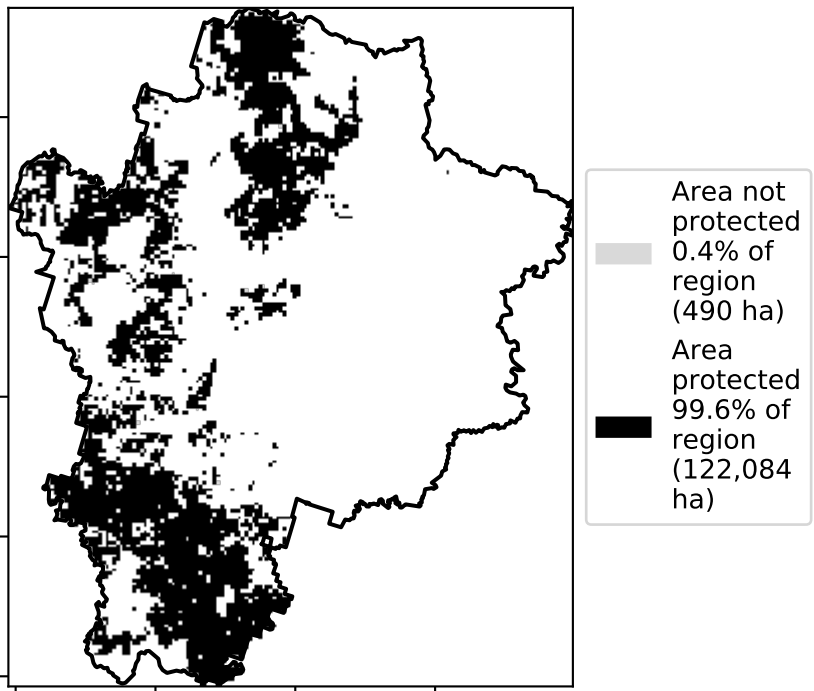 Area not
protected
0.4% of
region
(490 ha)
Area
protected
99.6% of
region
(122,084
ha)